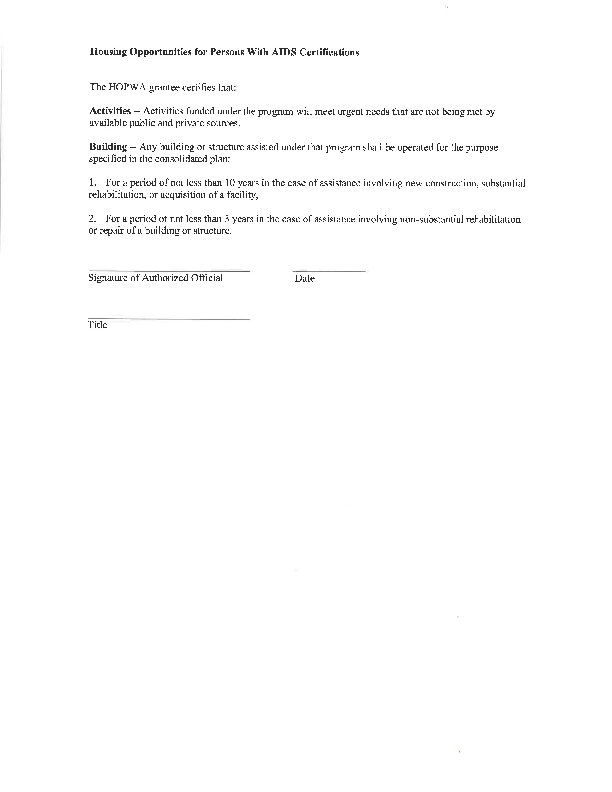 Housing Opportunities for Persons With AIDS Certifications
The HOPWA grantee certifies that:
Activities -- Activities funded under the program will meet urgent needs that are not being met by
available public and private sources.
Building -- Any building or structure assisted under that program shall be operated for the purpose
specified in the consolidated plan:
1. For a period of not less than 10 years in the case of assistance involving new construction, substantial
rehabilitation, or acquisition of a facility,
2. For a period of not less than 3 years in the case of assistance involving non-substantial rehabilitation
or repair of a building or structure.
Signature of Authorized Official Date
Title